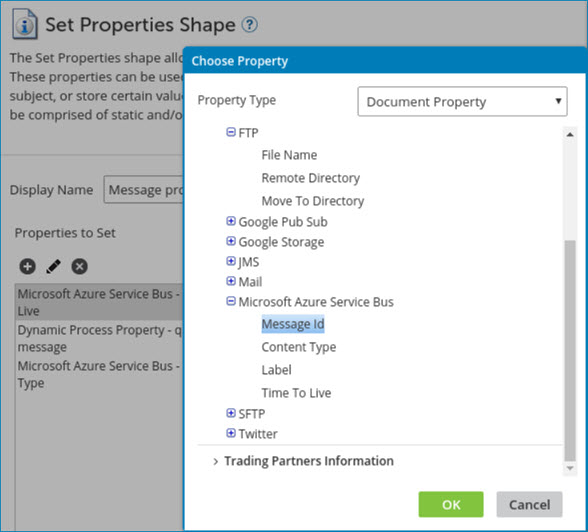 Set Properties Shape ?
The Set Properties shape allo
These properties can be use
subject, or store certain value
be comprised of static and/o
Display Name Message pro
Properties to Set
Microsoft Azure Service Bus -
Live
Dynamic Process Property - q
message
Microsoft Azure Service Bus -
Type
Choose Property
Property Type Document Property
FTP
File Name
Remote Directory
Move To Directory
Google Pub Sub
Google Storage
JMS
Mail
Microsoft Azure Service Bus
Message Id
Content Type
Label
Time To Live
SFTP
Twitter
Trading Partners Information
OK Cancel